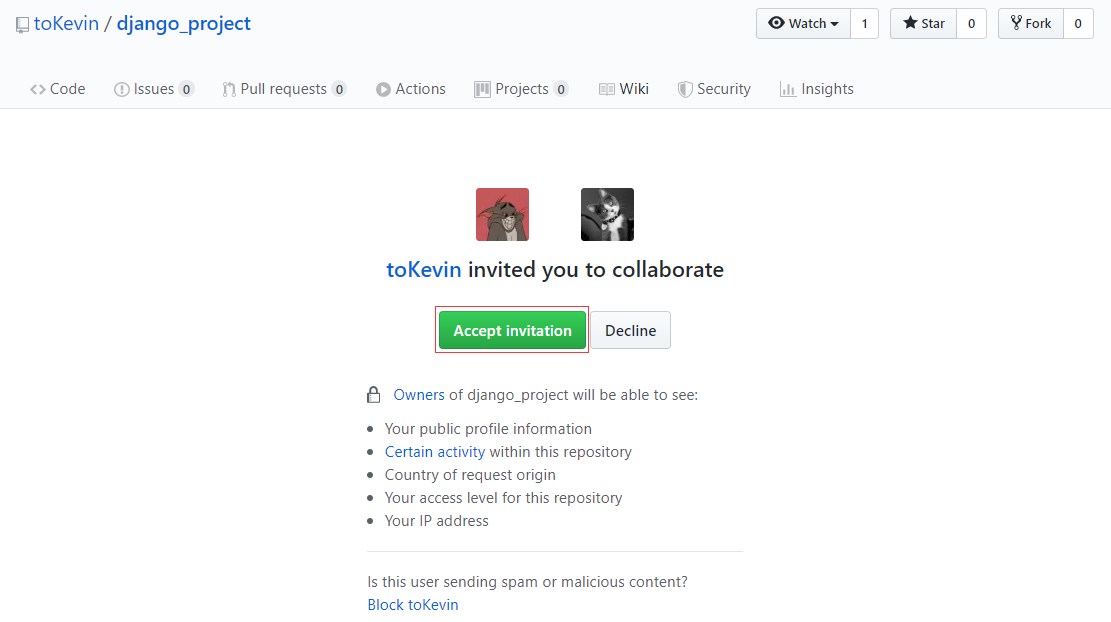 toKevin / django_project
Watch 1 Star 0 Fork 0
Code Issues 0 Pull requests 0 Actions Projects 0 Wiki Security Insights
toKevin invited you to collaborate
Accept invitation Decline
Owners of django_project will be able to see:
Your public profile information
Certain activity within this repository
Country of request origin
Your access level for this repository
Your IP address
Is this user sending spam or malicious content?
Block toKevin